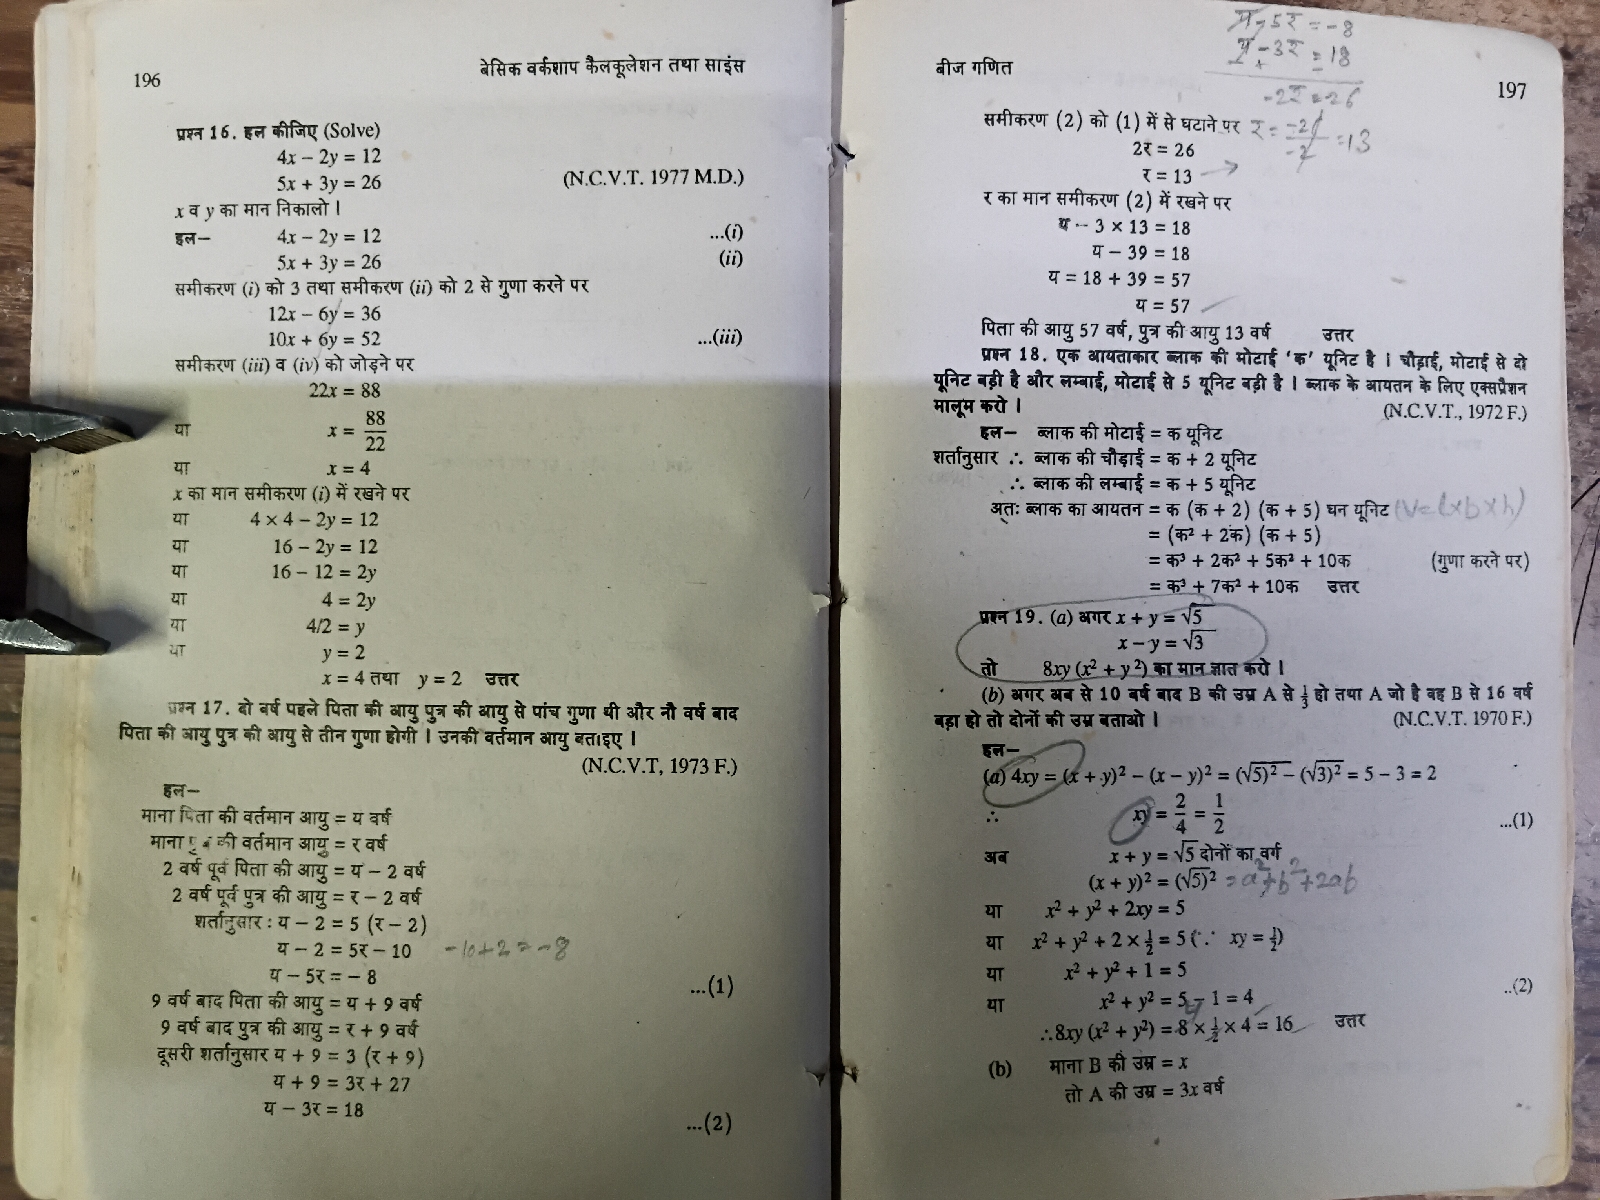 196
बेसिक वर्कशाप कैलकूलेशन तथा साइंस
प्रश्न 16. हल कीजिए (Solve)
4x – 2y = 12
5x + 3y = 26 (N.C.V.T. 1977 M.D.)
x व y का मान निकालो ।
हल– 4x – 2y = 12 ...(i)
5x + 3y = 26 (ii)
समीकरण (i) को 3 तथा समीकरण (ii) को 2 से गुणा करने पर
12x – 6y = 36
10x + 6y = 52 ...(iii)
समीकरण (iii) व (iv) को जोड़ने पर
22x = 88
या x = 88/22
या x = 4
x का मान समीकरण (i) में रखने पर
या 4 × 4 – 2y = 12
या 16 – 2y = 12
या 16 – 12 = 2y
या 4 = 2y
या 4/2 = y
या y = 2
x = 4 तथा y = 2 उत्तर
प्रश्न 17. दो वर्ष पहले पिता की आयु पुत्र की आयु से पांच गुणा थी और नौ वर्ष बाद
पिता की आयु पुत्र की आयु से तीन गुणा होगी । उनकी वर्तमान आयु बताइए ।
(N.C.V.T, 1973 F.)
हल–
माना पिता की वर्तमान आयु = य वर्ष
माना की वर्तमान आयु = र वर्ष
2 वर्ष पूर्व पिता की आयु = य – 2 वर्ष
2 वर्ष पूर्व पुत्र की आयु = र – 2 वर्ष
शर्तानुसार : य – 2 = 5 (र – 2)
य – 2 = 5र – 10 -10+2=-8
य – 5र = – 8 ...(1)
9 वर्ष बाद पिता की आयु = य + 9 वर्ष
9 वर्ष बाद पुत्र की आयु = र + 9 वर्ष
दूसरी शर्तानुसार य + 9 = 3 (र + 9)
य + 9 = 3र + 27
य – 3र = 18
...(2)
य-5र = -8
य-3र = 18
-2र = 26
बीज गणित
197
समीकरण (2) को (1) में से घटाने पर र = -26/-2 = 13
2र = 26
र = 13 →
र का मान समीकरण (2) में रखने पर
य – 3 × 13 = 18
य – 39 = 18
य = 18 + 39 = 57
य = 57
पिता की आयु 57 वर्ष, पुत्र की आयु 13 वर्ष उत्तर
प्रश्न 18. एक आयताकार ब्लाक की मोटाई ‘क’ यूनिट है । चौड़ाई, मोटाई से दो
यूनिट बड़ी है और लम्बाई, मोटाई से 5 यूनिट बड़ी है । ब्लाक के आयतन के लिए एक्सप्रैशन
मालूम करो । (N.C.V.T., 1972 F.)
हल– ब्लाक की मोटाई = क यूनिट
शर्तानुसार ∴ ब्लाक की चौड़ाई = क + 2 यूनिट
∴ ब्लाक की लम्बाई = क + 5 यूनिट
अतः ब्लाक का आयतन = क (क + 2) (क + 5) घन यूनिट (V=l×b×h)
= (क² + 2क) (क + 5)
= क³ + 2क² + 5क² + 10क (गुणा करने पर)
= क³ + 7क² + 10क उत्तर
प्रश्न 19. (a) अगर x + y = √5
x – y = √3
तो 8xy (x² + y²) का मान ज्ञात करो ।
(b) अगर अब से 10 वर्ष बाद B की उम्र A से ⅓ हो तथा A जो है वह B से 16 वर्ष
बड़ा हो तो दोनों की उम्र बताओ । (N.C.V.T. 1970 F.)
हल–
(a) 4xy = (x + y)² – (x – y)² = (√5)² – (√3)² = 5 – 3 = 2
∴ xy = 2/4 = 1/2 ...(1)
अब x + y = √5 दोनों का वर्ग
(x + y)² = (√5)² = a²+b²+2ab
या x² + y² + 2xy = 5
या x² + y² + 2 × ½ = 5 (∵ xy = ½)
या x² + y² + 1 = 5
या x² + y² = 5 – 1 = 4 ..(2)
∴ 8xy (x² + y²) = 8 × ½ × 4 = 16 उत्तर
(b) माना B की उम्र = x
तो A की उम्र = 3x वर्ष